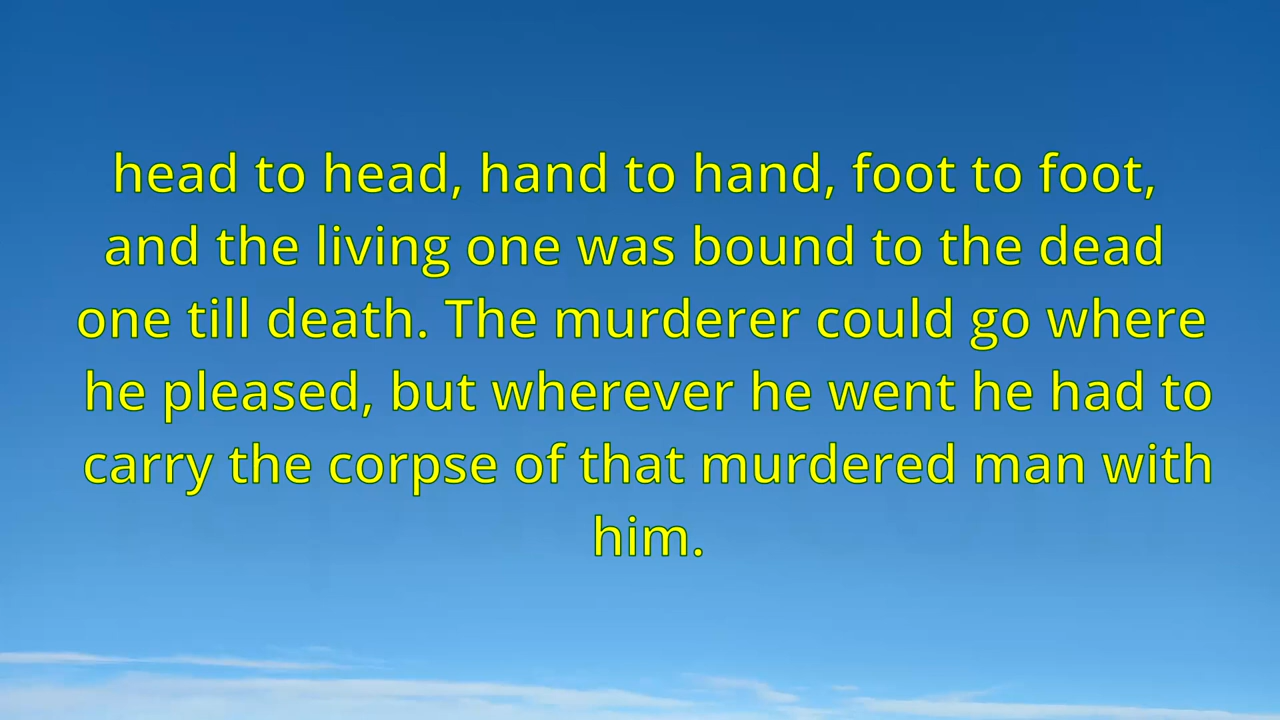 head to head, hand to hand, foot to foot,
and the living one was bound to the dead
one till death. The murderer could go where
he pleased, but wherever he went he had to
carry the corpse of that murdered man with
him.